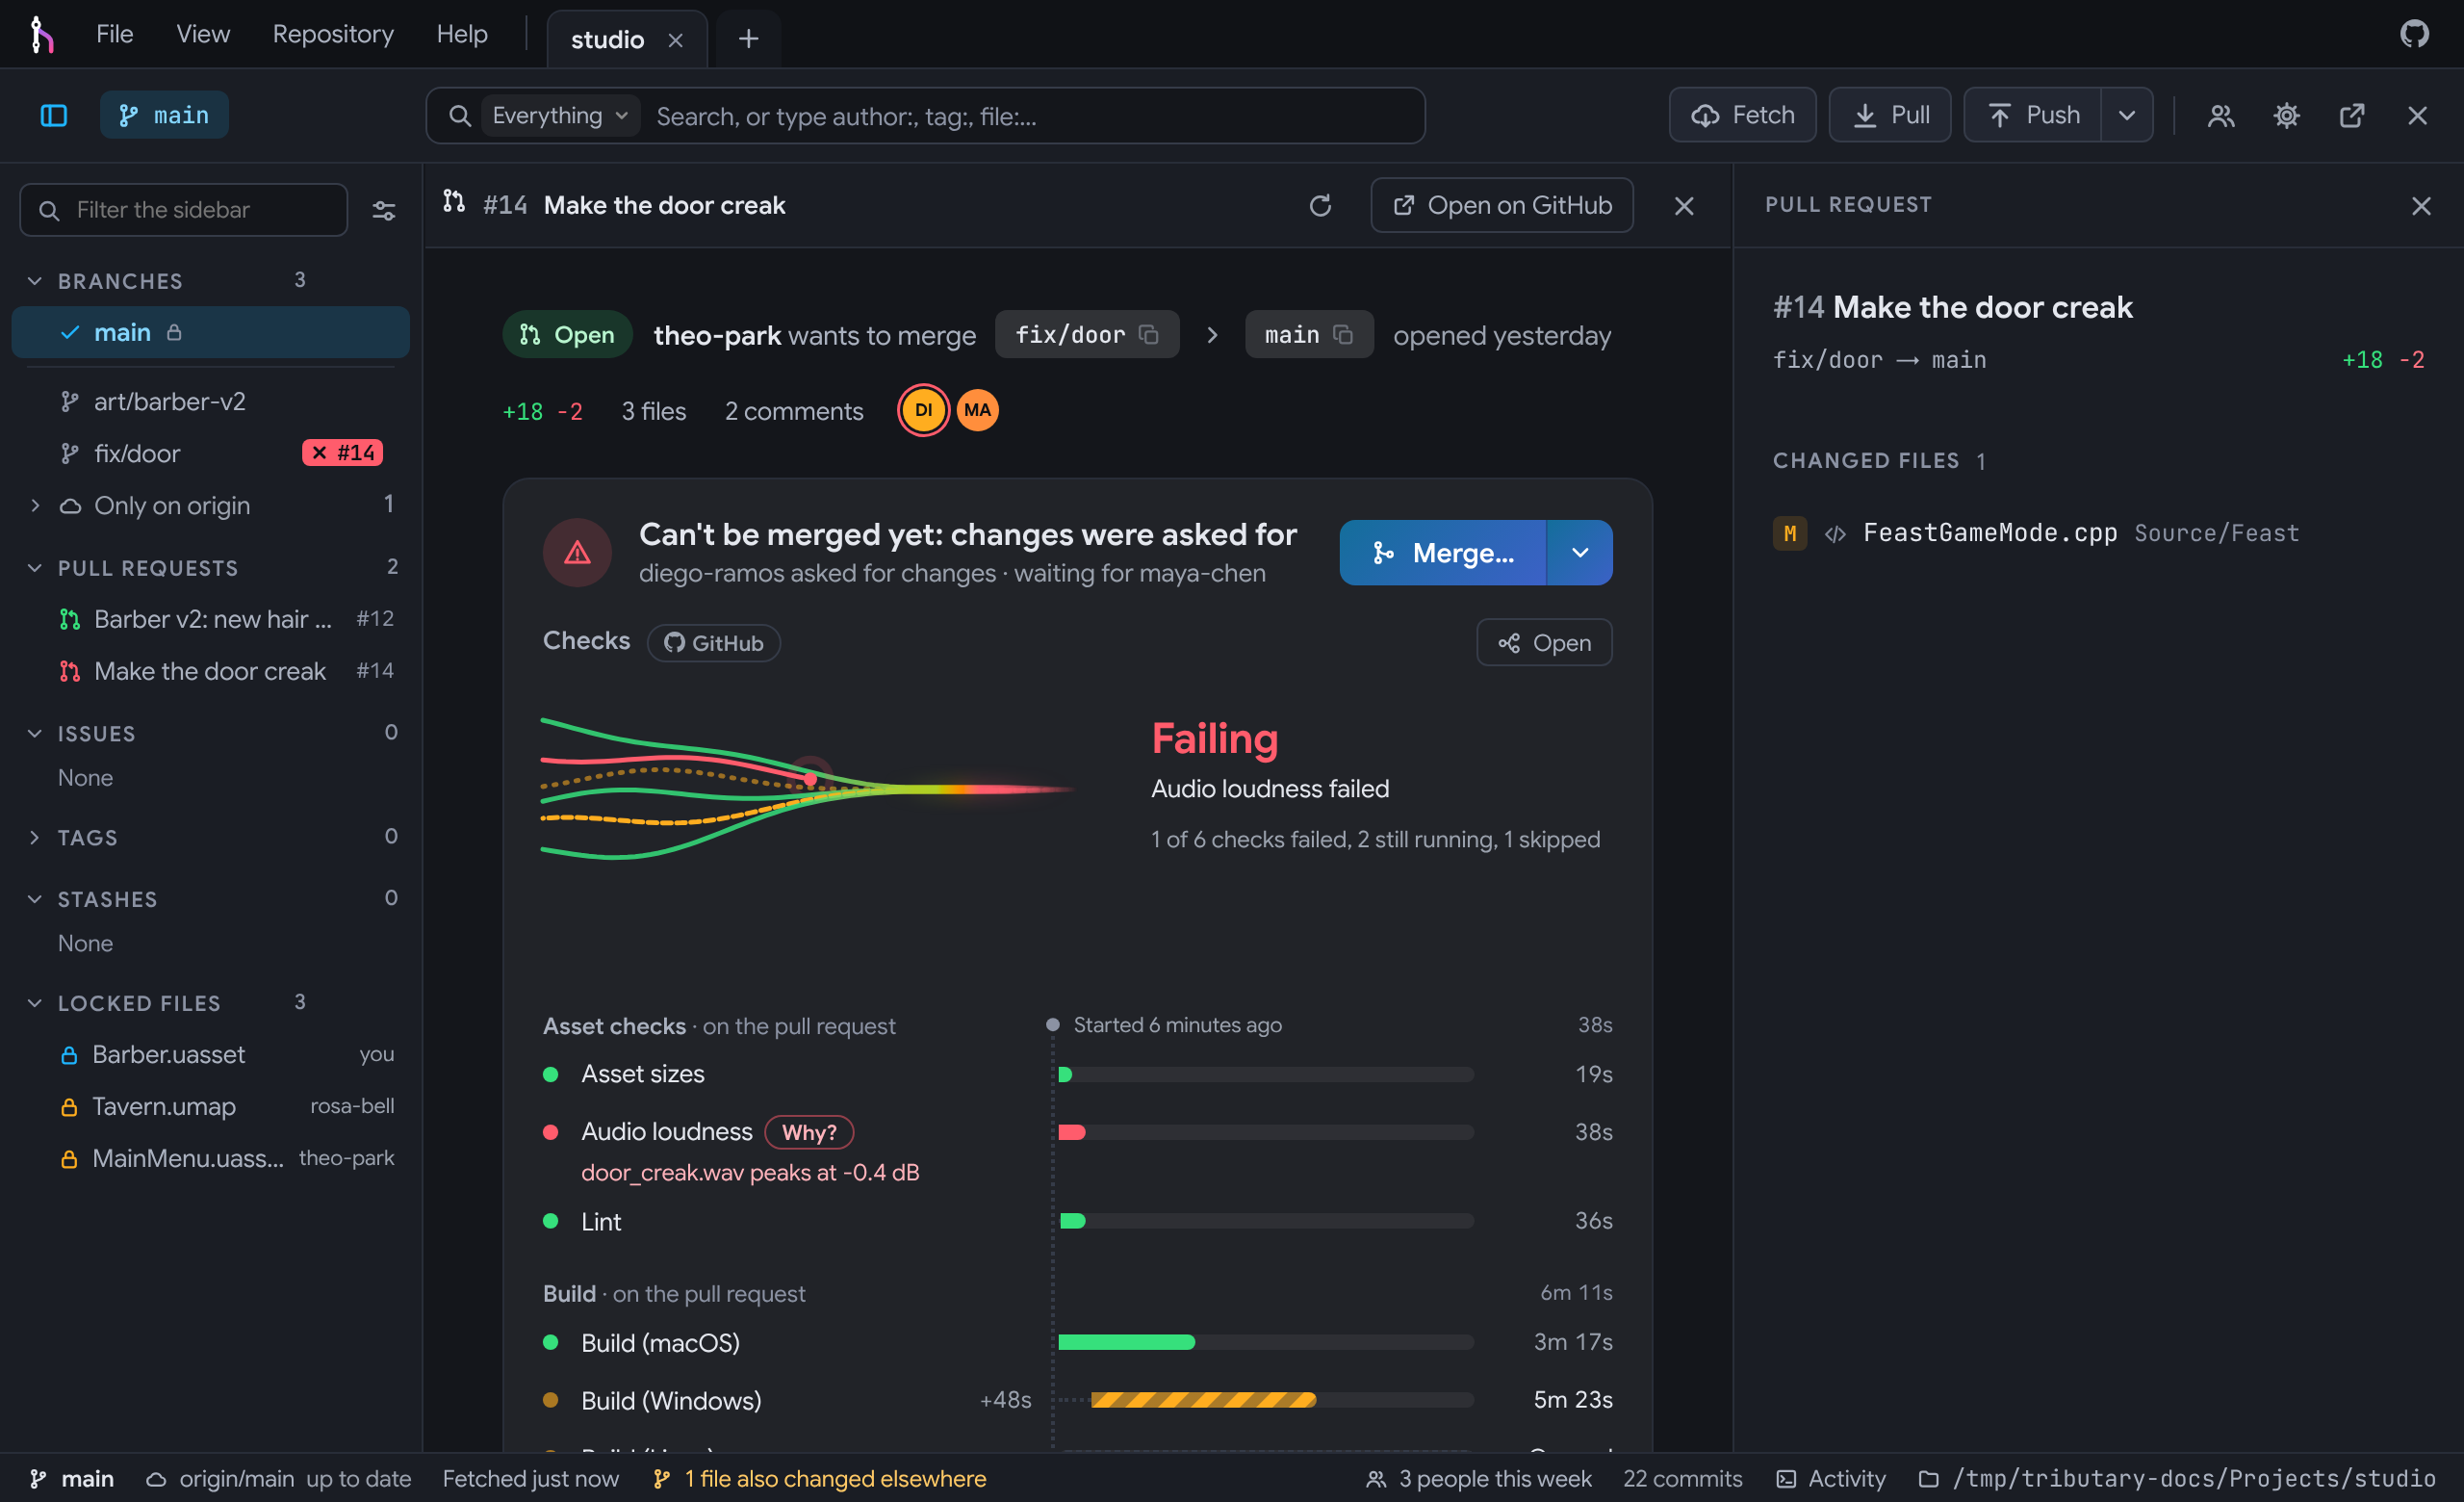 File View Repository Help studio
main Everything Search, or type author:, tag:, file:... Fetch Pull Push
Filter the sidebar
BRANCHES 3
main
art/barber-v2
fix/door #14
Only on origin 1
PULL REQUESTS 2
Barber v2: new hair ... #12
Make the door creak #14
ISSUES 0
None
TAGS 0
STASHES 0
None
LOCKED FILES 3
Barber.uasset you
Tavern.umap rosa-bell
MainMenu.uass... theo-park
#14 Make the door creak Open on GitHub
Open theo-park wants to merge fix/door main opened yesterday
+18 -2 3 files 2 comments DI MA
Can't be merged yet: changes were asked for
diego-ramos asked for changes · waiting for maya-chen
Merge...
Checks GitHub Open
Failing
Audio loudness failed
1 of 6 checks failed, 2 still running, 1 skipped
Asset checks · on the pull request Started 6 minutes ago 38s
Asset sizes 19s
Audio loudness Why? 38s
door_creak.wav peaks at -0.4 dB
Lint 36s
Build · on the pull request 6m 11s
Build (macOS) 3m 17s
Build (Windows) +48s 5m 23s
PULL REQUEST
#14 Make the door creak
fix/door → main +18 -2
CHANGED FILES 1
M FeastGameMode.cpp Source/Feast
main origin/main up to date Fetched just now 1 file also changed elsewhere 3 people this week 22 commits Activity /tmp/tributary-docs/Projects/studio